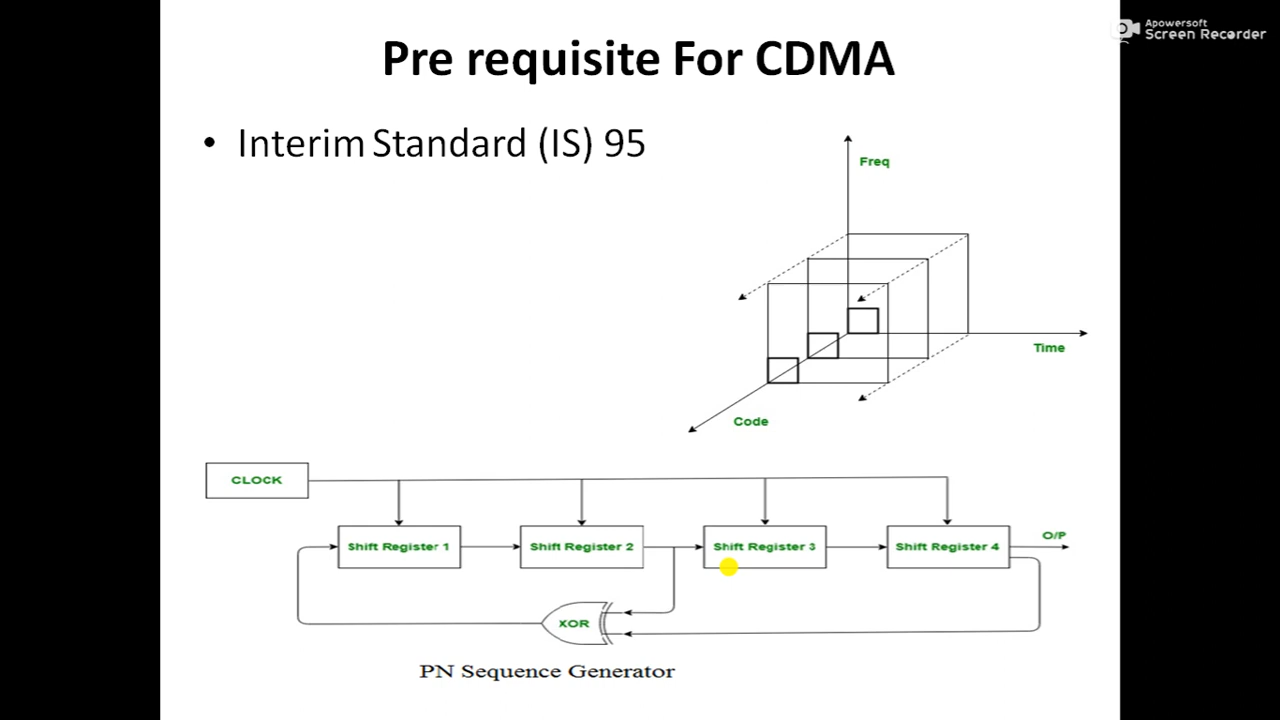 Apowersoft
Screen Recorder
Pre requisite For CDMA
• Interim Standard (IS) 95
Freq
Time
Code
CLOCK
Shift Register 1
Shift Register 2
Shift Register 3
Shift Register 4
O/P
XOR
PN Sequence Generator